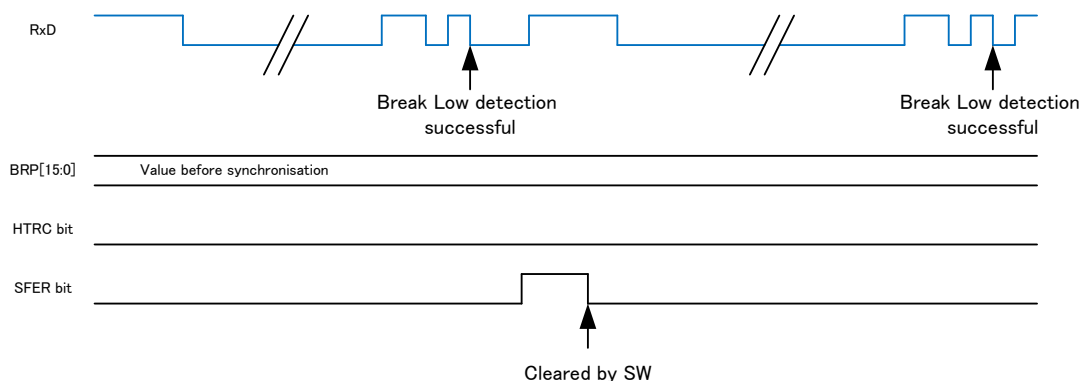 RxD
Break Low detection
successful
Break Low detection
successful
BRP[15:0]
Value before synchronisation
HTRC bit
SFER bit
Cleared by SW